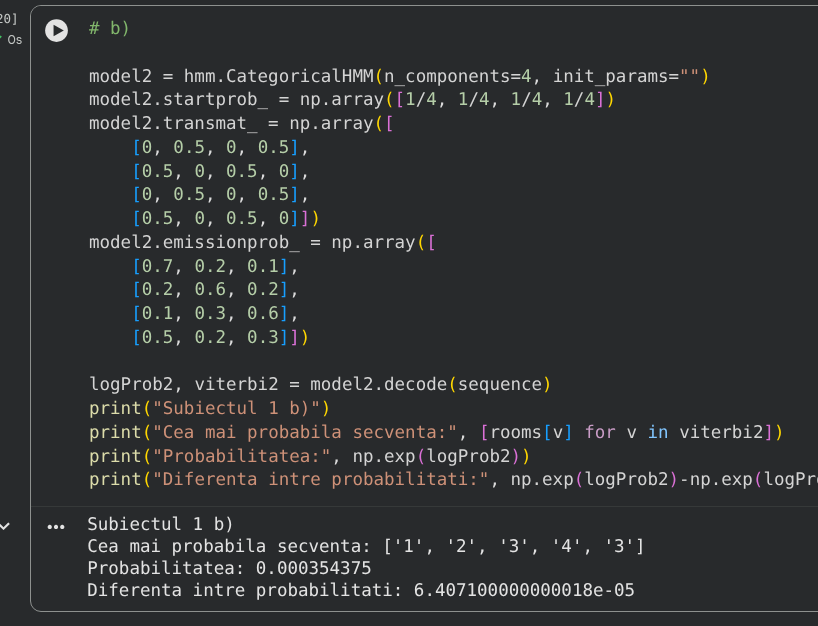 20]
0s
# b)
model2 = hmm.CategoricalHMM(n_components=4, init_params="")
model2.startprob_ = np.array([1/4, 1/4, 1/4, 1/4])
model2.transmat_ = np.array([
[0, 0.5, 0, 0.5],
[0.5, 0, 0.5, 0],
[0, 0.5, 0, 0.5],
[0.5, 0, 0.5, 0]])
model2.emissionprob_ = np.array([
[0.7, 0.2, 0.1],
[0.2, 0.6, 0.2],
[0.1, 0.3, 0.6],
[0.5, 0.2, 0.3]])
logProb2, viterbi2 = model2.decode(sequence)
print("Subiectul 1 b)")
print("Cea mai probabila secventa:", [rooms[v] for v in viterbi2])
print("Probabilitatea:", np.exp(logProb2))
print("Diferenta intre probabilitati:", np.exp(logProb2)-np.exp(logPr
Subiectul 1 b)
Cea mai probabila secventa: ['1', '2', '3', '4', '3']
Probabilitatea: 0.000354375
Diferenta intre probabilitati: 6.407100000000018e-05